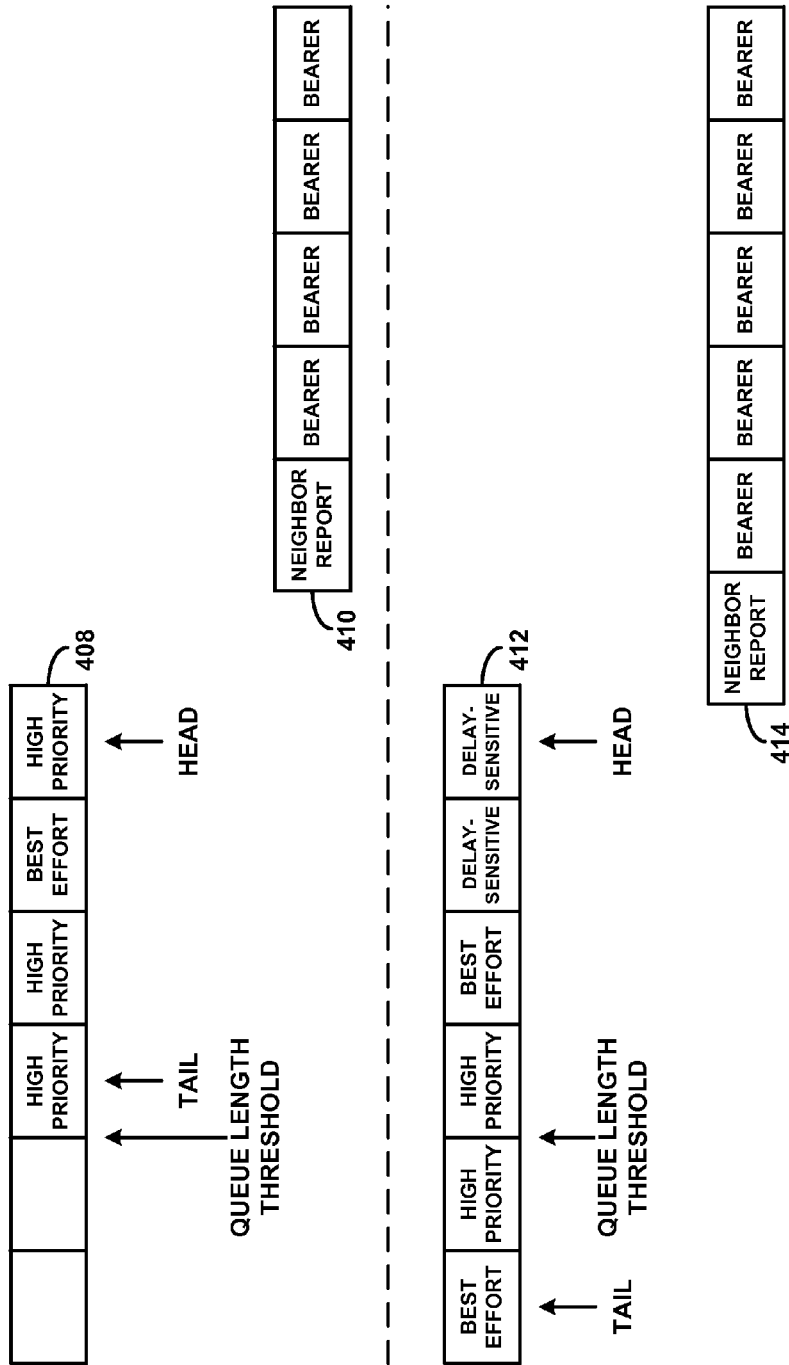 HIGH
PRIORITY
HIGH
PRIORITY
BEST
EFFORT
HIGH
PRIORITY
408
TAIL
HEAD
QUEUE LENGTH
THRESHOLD
410
NEIGHBOR
REPORT
BEARER
BEARER
BEARER
BEARER
BEST
EFFORT
HIGH
PRIORITY
HIGH
PRIORITY
BEST
EFFORT
DELAY-
SENSITIVE
DELAY-
SENSITIVE
412
TAIL
QUEUE LENGTH
THRESHOLD
HEAD
414
NEIGHBOR
REPORT
BEARER
BEARER
BEARER
BEARER
BEARER